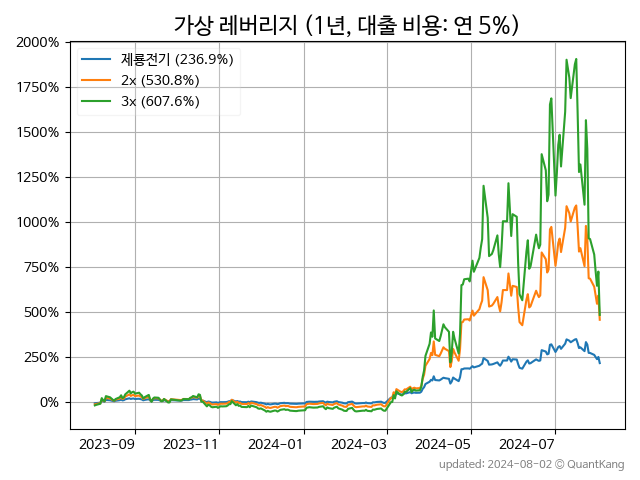 가상 레버리지 (1년, 대출 비용: 연 5%)
2000%
1750%
1500%
1250%
1000%
750%
500%
250%
0%
제룡전기 (236.9%)
2x (530.8%)
3x (607.6%)
2023-09 2023-11 2024-01 2024-03 2024-05 2024-07
updated: 2024-08-02 © QuantKang